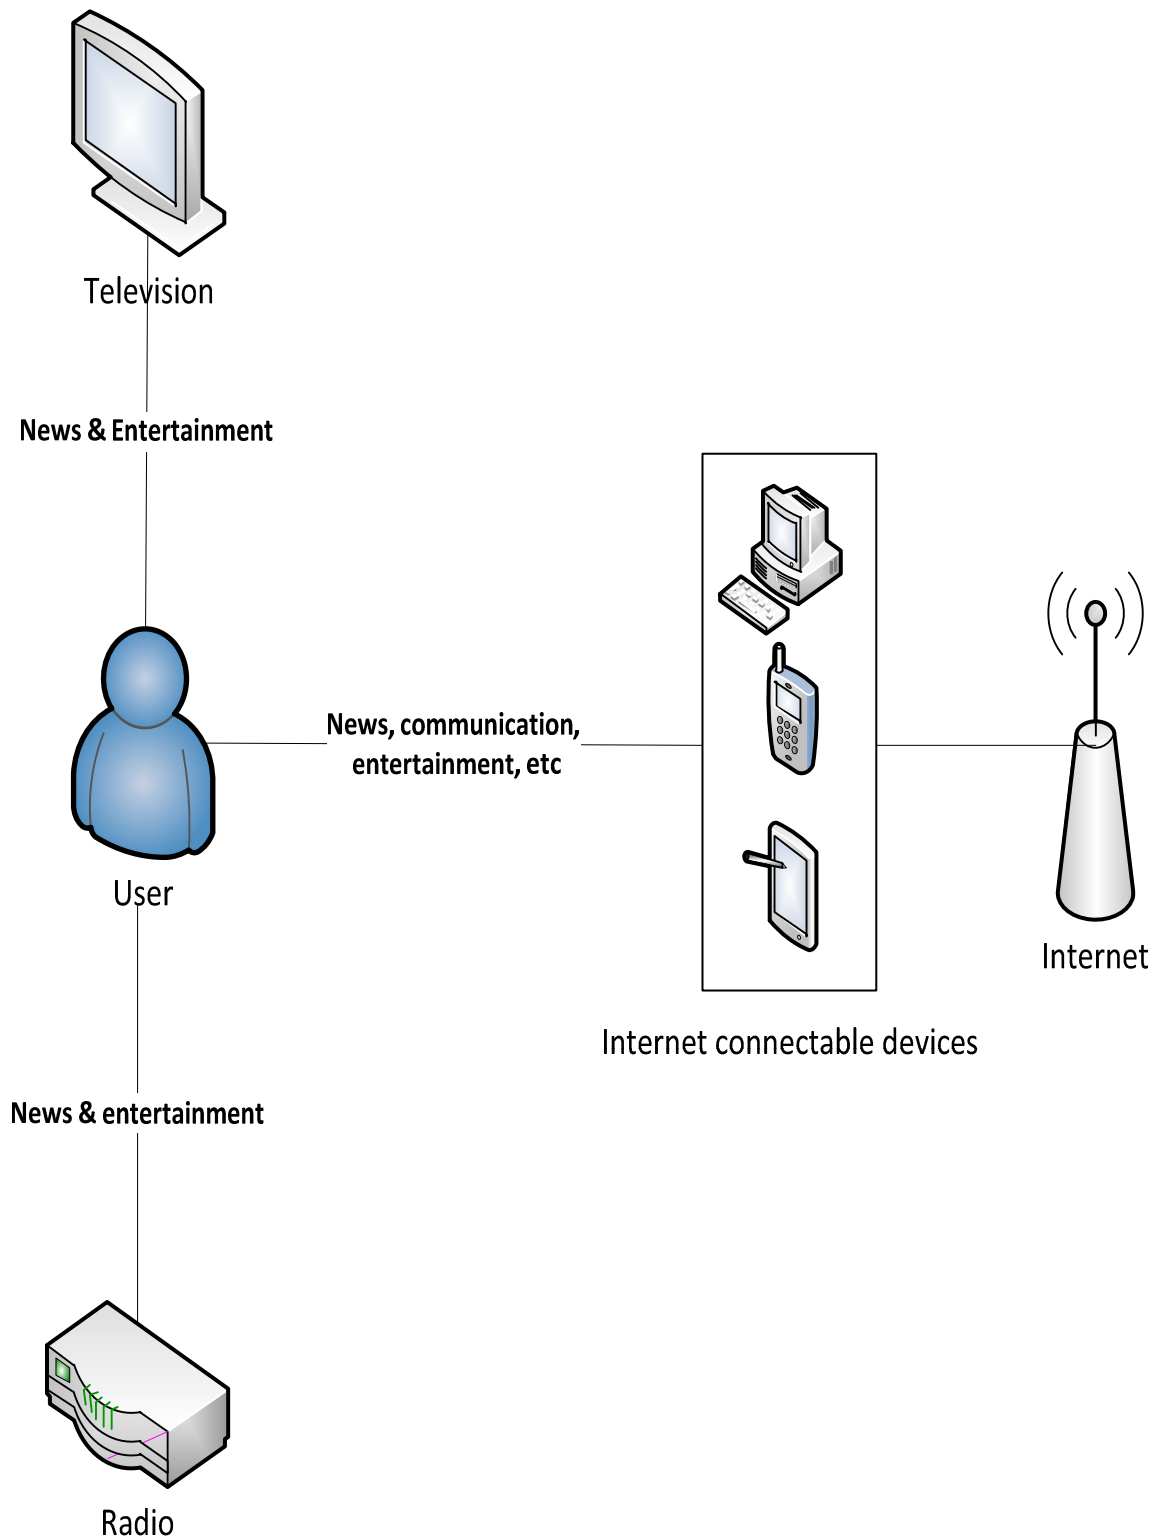 Television
News & Entertainment
News, communication,
entertainment, etc
User
Internet
Internet connectable devices
News & entertainment
Radio